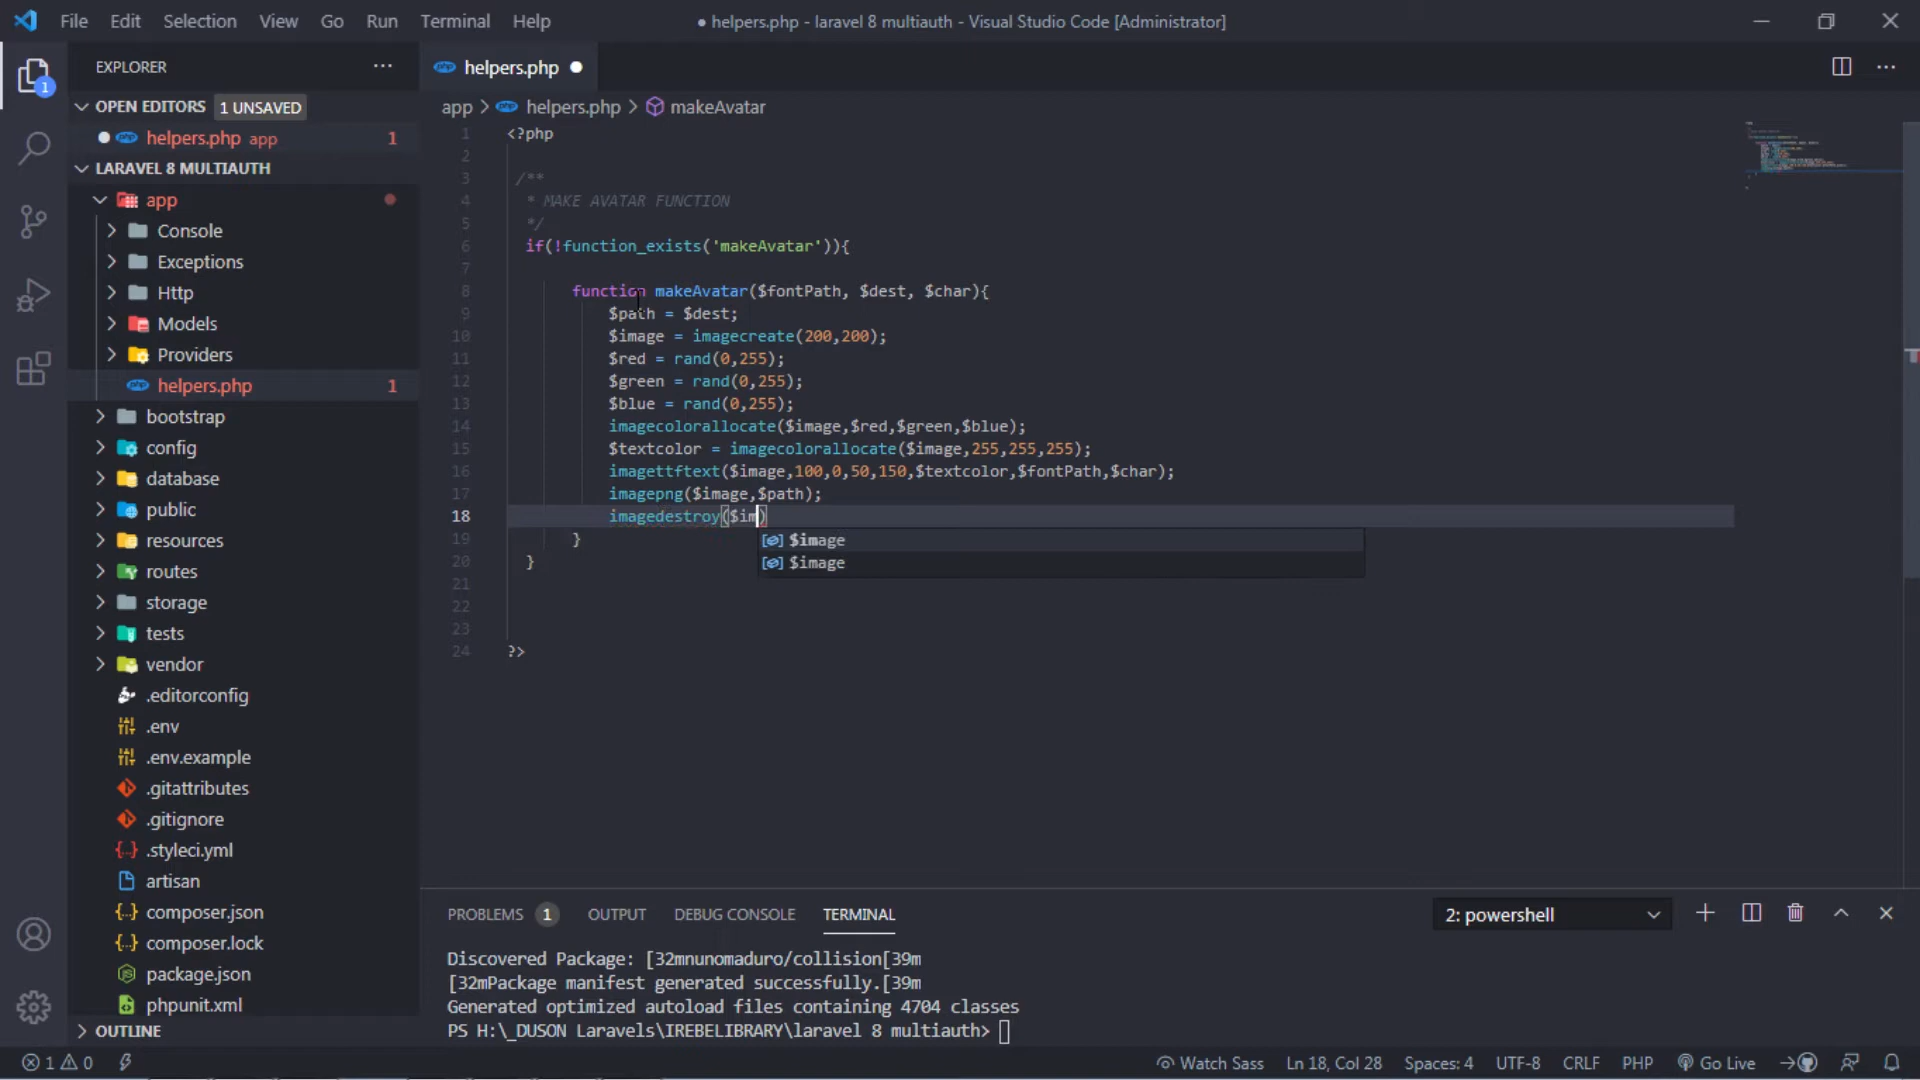 File Edit Selection View Go Run Terminal Help
● helpers.php - laravel 8 multiauth - Visual Studio Code [Administrator]
EXPLORER
OPEN EDITORS 1 UNSAVED
helpers.php app 1
LARAVEL 8 MULTIAUTH
app
Console
Exceptions
Http
Models
Providers
helpers.php 1
bootstrap
config
database
public
resources
routes
storage
tests
vendor
.editorconfig
.env
.env.example
.gitattributes
.gitignore
.styleci.yml
artisan
composer.json
composer.lock
package.json
phpunit.xml
OUTLINE
1
php helpers.php ●
app > php helpers.php > makeAvatar
1 <?php
2
3 /**
4 * MAKE AVATAR FUNCTION
5 */
6 if(!function_exists('makeAvatar')){
7
8 function makeAvatar($fontPath, $dest, $char){
9 $path = $dest;
10 $image = imagecreate(200,200);
11 $red = rand(0,255);
12 $green = rand(0,255);
13 $blue = rand(0,255);
14 imagecolorallocate($image,$red,$green,$blue);
15 $textcolor = imagecolorallocate($image,255,255,255);
16 imagettftext($image,100,0,50,150,$textcolor,$fontPath,$char);
17 imagepng($image,$path);
18 imagedestroy($im)
19 }
20 }
21
22
23
24 ?>
$image
$image
PROBLEMS 1 OUTPUT DEBUG CONSOLE TERMINAL
2: powershell
Discovered Package: [32mnunomaduro/collision[39m
[32mPackage manifest generated successfully.[39m
Generated optimized autoload files containing 4704 classes
PS H:\_DUSON Laravels\IREBELIBRARY\laravel 8 multiauth>
1 0
Watch Sass Ln 18, Col 28 Spaces: 4 UTF-8 CRLF PHP Go Live